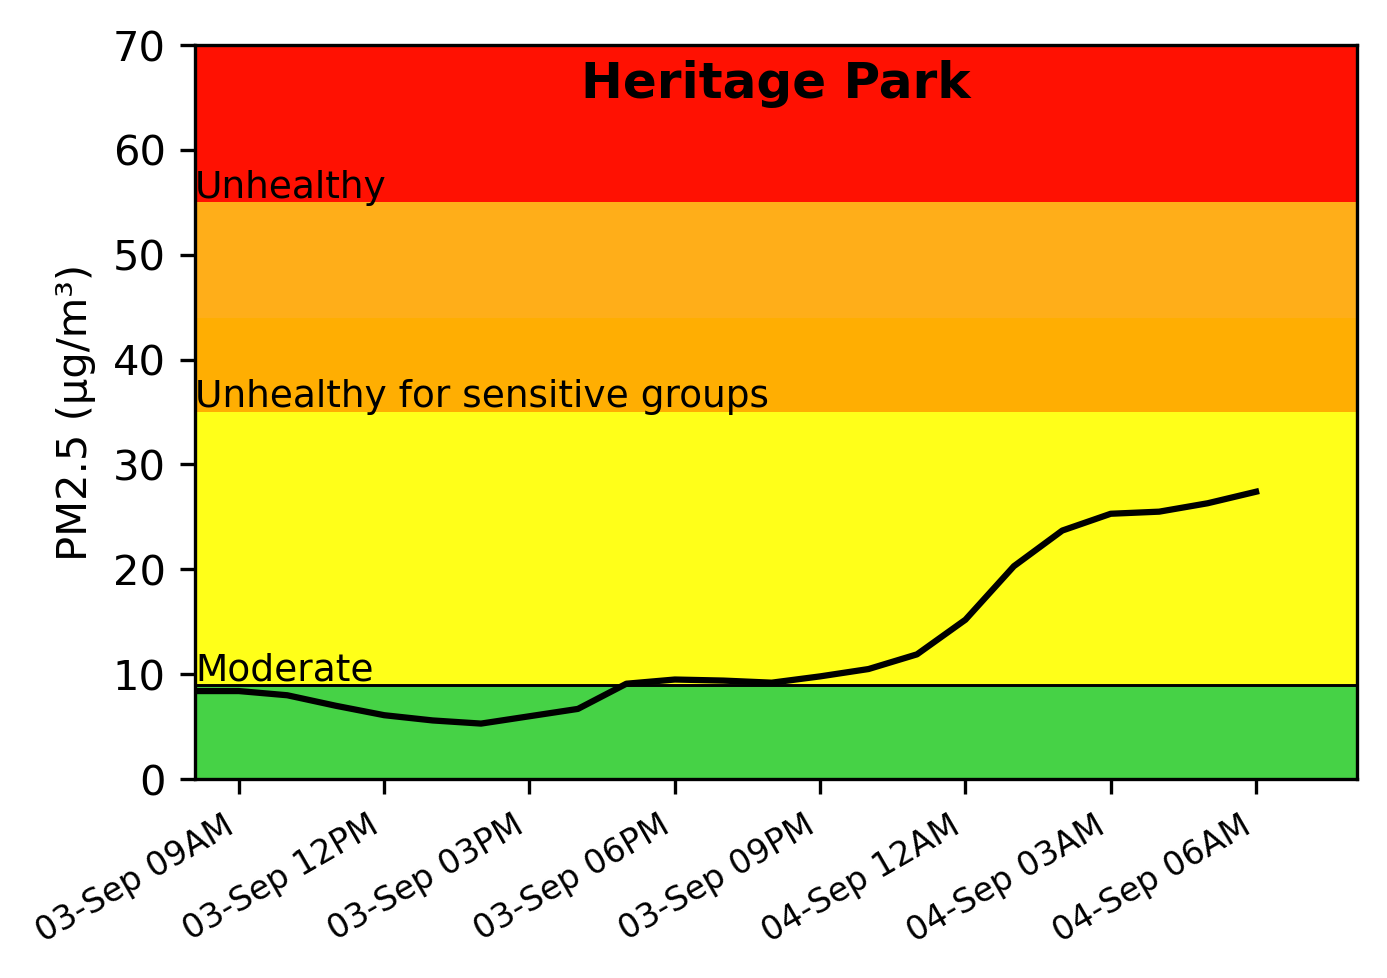 Heritage Park
PM2.5 (µg/m³)
70
60
50
40
30
20
10
0
Unhealthy
Unhealthy for sensitive groups
Moderate
03-Sep 09AM
03-Sep 12PM
03-Sep 03PM
03-Sep 06PM
03-Sep 09PM
04-Sep 12AM
04-Sep 03AM
04-Sep 06AM